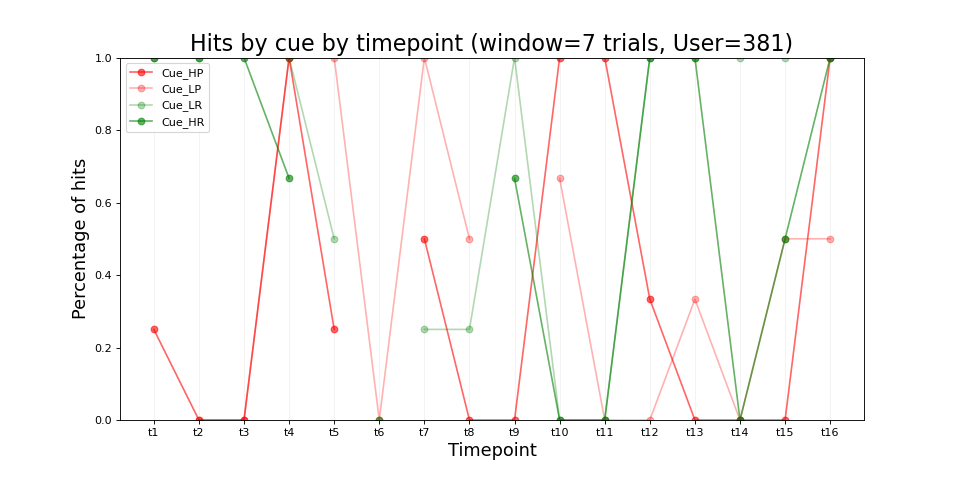 Hits by cue by timepoint (window=7 trials, User=381)
1.0
0.8
0.6
0.4
0.2
0.0
Percentage of hits
Cue_HP
Cue_LP
Cue_LR
Cue_HR
t1 t2 t3 t4 t5 t6 t7 t8 t9 t10 t11 t12 t13 t14 t15 t16
Timepoint